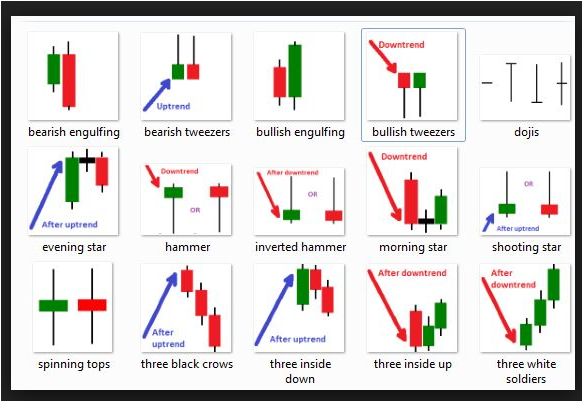 Downtrend
Uptrend
bearish engulfing
bearish tweezers
bullish engulfing
bullish tweezers
dojis
After uptrend
Downtrend
OR
After downtrend
OR
Downtrend
OR
After uptrend
evening star
hammer
inverted hammer
morning star
shooting star
After
uptrend
After uptrend
After downtrend
After
downtrend
spinning tops
three black crows
three inside
down
three inside up
three white
soldiers